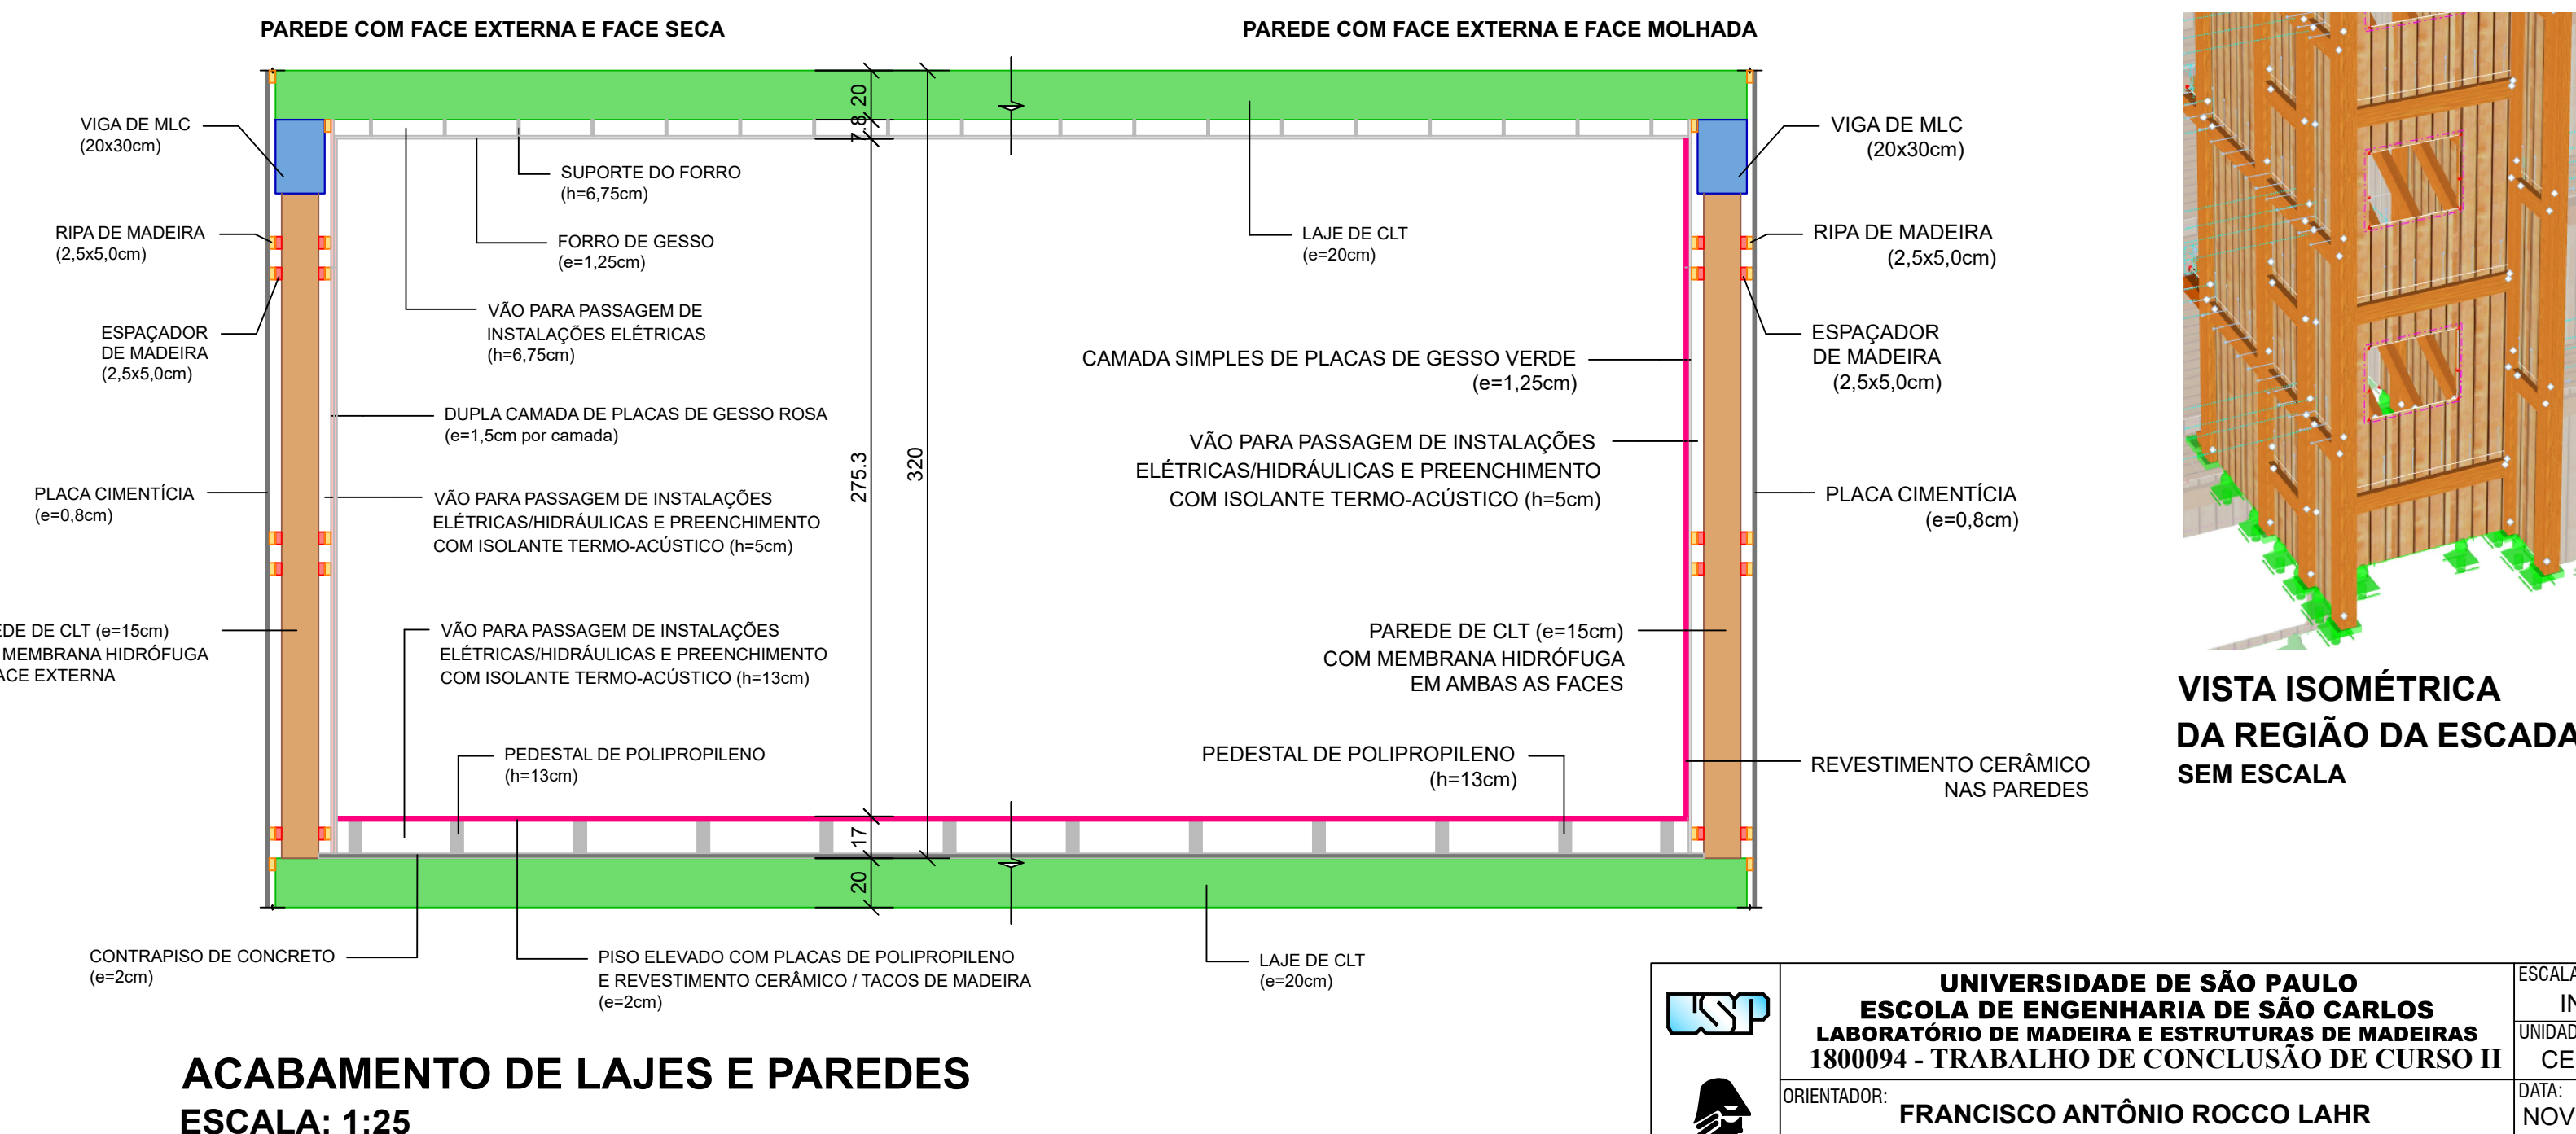 PAREDE COM FACE EXTERNA E FACE SECA
PAREDE COM FACE EXTERNA E FACE MOLHADA
VIGA DE MLC
(20x30cm)
RIPA DE MADEIRA
(2,5x5,0cm)
ESPAÇADOR
DE MADEIRA
(2,5x5,0cm)
PLACA CIMENTÍCIA
(e=0,8cm)
EDE DE CLT (e=15cm)
MEMBRANA HIDRÓFUGA
ACE EXTERNA
SUPORTE DO FORRO
(h=6,75cm)
FORRO DE GESSO
(e=1,25cm)
VÃO PARA PASSAGEM DE
INSTALAÇÕES ELÉTRICAS
(h=6,75cm)
DUPLA CAMADA DE PLACAS DE GESSO ROSA
(e=1,5cm por camada)
VÃO PARA PASSAGEM DE INSTALAÇÕES
ELÉTRICAS/HIDRÁULICAS E PREENCHIMENTO
COM ISOLANTE TERMO-ACÚSTICO (h=5cm)
VÃO PARA PASSAGEM DE INSTALAÇÕES
ELÉTRICAS/HIDRÁULICAS E PREENCHIMENTO
COM ISOLANTE TERMO-ACÚSTICO (h=13cm)
PEDESTAL DE POLIPROPILENO
(h=13cm)
20
7.8
275.3
320
17
20
LAJE DE CLT
(e=20cm)
CAMADA SIMPLES DE PLACAS DE GESSO VERDE
(e=1,25cm)
VÃO PARA PASSAGEM DE INSTALAÇÕES
ELÉTRICAS/HIDRÁULICAS E PREENCHIMENTO
COM ISOLANTE TERMO-ACÚSTICO (h=5cm)
PAREDE DE CLT (e=15cm)
COM MEMBRANA HIDRÓFUGA
EM AMBAS AS FACES
PEDESTAL DE POLIPROPILENO
(h=13cm)
VIGA DE MLC
(20x30cm)
RIPA DE MADEIRA
(2,5x5,0cm)
ESPAÇADOR
DE MADEIRA
(2,5x5,0cm)
PLACA CIMENTÍCIA
(e=0,8cm)
REVESTIMENTO CERÂMICO
NAS PAREDES
CONTRAPISO DE CONCRETO
(e=2cm)
PISO ELEVADO COM PLACAS DE POLIPROPILENO
E REVESTIMENTO CERÂMICO / TACOS DE MADEIRA
(e=2cm)
LAJE DE CLT
(e=20cm)
ACABAMENTO DE LAJES E PAREDES
ESCALA: 1:25
VISTA ISOMÉTRICA
DA REGIÃO DA ESCADA
SEM ESCALA
USP
UNIVERSIDADE DE SÃO PAULO
ESCOLA DE ENGENHARIA DE SÃO CARLOS
LABORATÓRIO DE MADEIRA E ESTRUTURAS DE MADEIRAS
1800094 - TRABALHO DE CONCLUSÃO DE CURSO II
ORIENTADOR:
FRANCISCO ANTÔNIO ROCCO LAHR
ESCALA
IN
UNIDAD
CE
DATA:
NOV